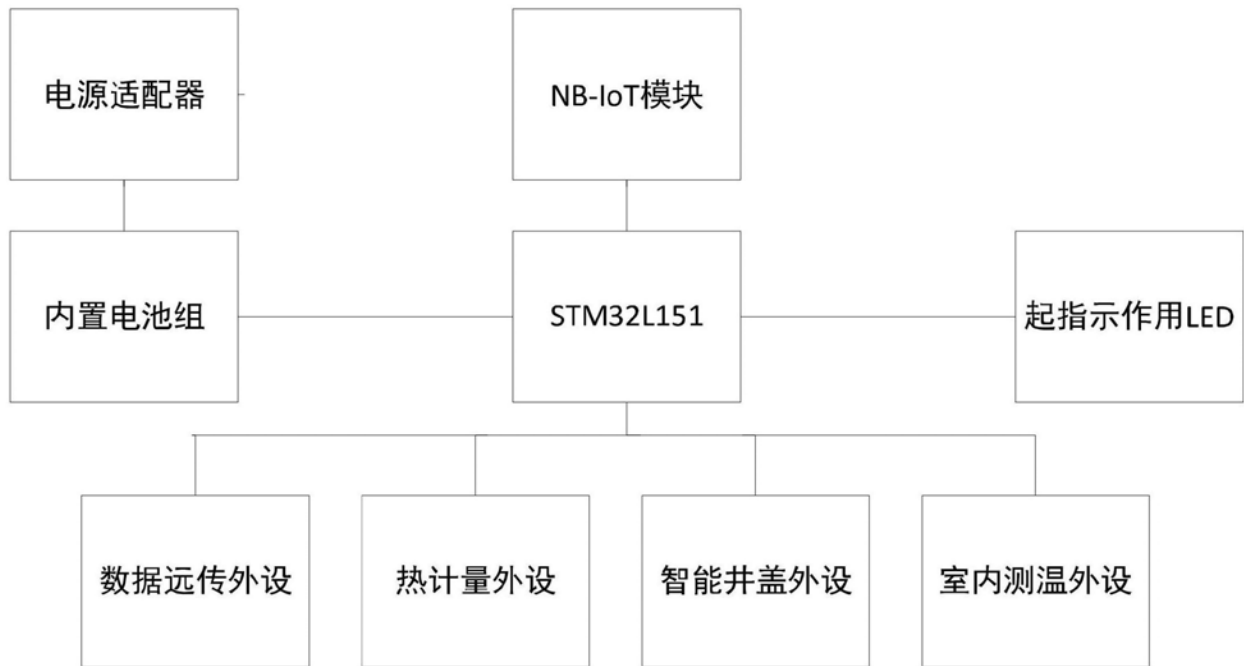 电源适配器
NB-IoT模块
内置电池组
STM32L151
起指示作用LED
数据远传外设
热计量外设
智能井盖外设
室内测温外设